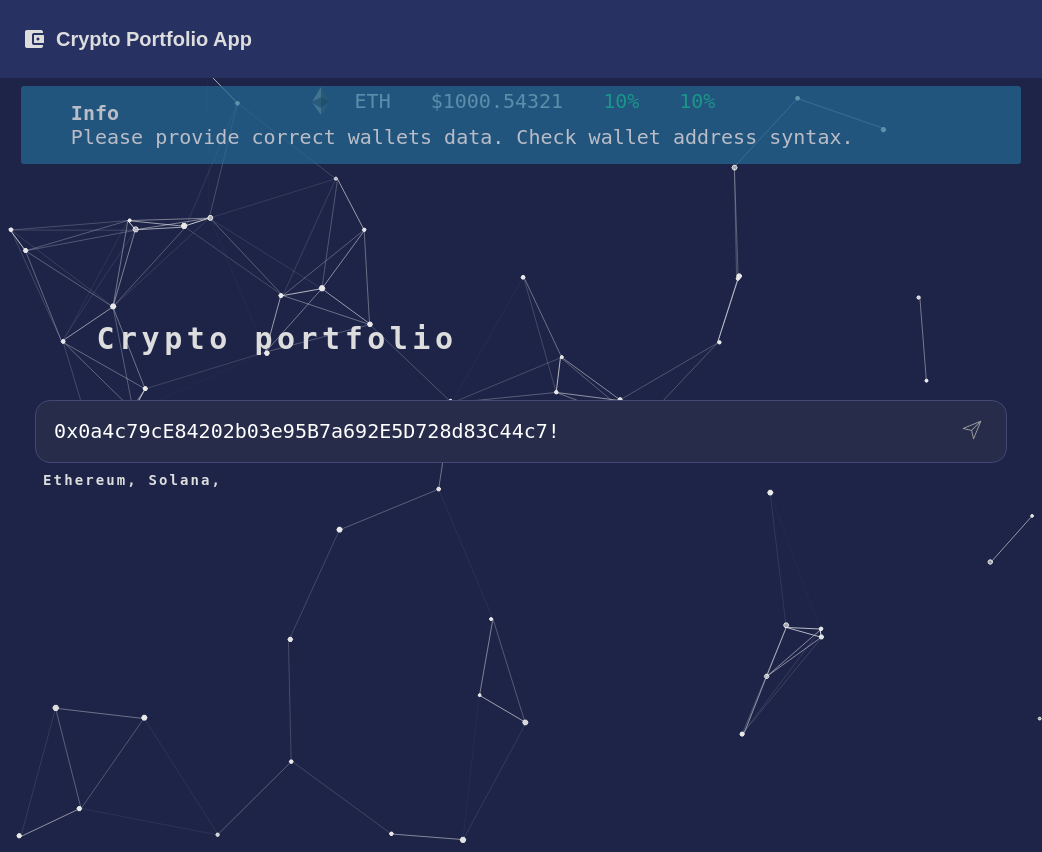 Crypto Portfolio App
ETH $1000.54321 10% 10%
Info
Please provide correct wallets data. Check wallet address syntax.
Crypto portfolio
0x0a4c79cE84202b03e95B7a692E5D728d83C44c7!
Ethereum, Solana,